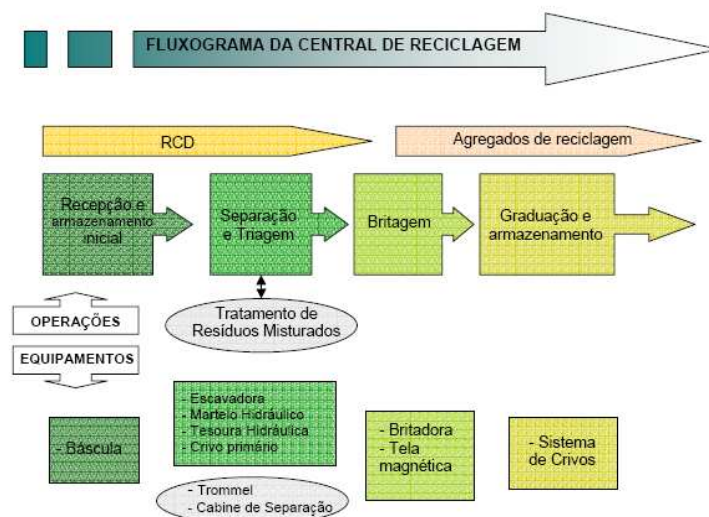 FLUXOGRAMA DA CENTRAL DE RECICLAGEM
RCD
Agregados de reciclagem
Recepção e
armazenamento
inicial
Separação
e Triagem
Britagem
Graduação e
armazenamento
Tratamento de
Resíduos Misturados
OPERAÇÕES
EQUIPAMENTOS
- Báscula
- Escavadora
- Martelo Hidráulico
- Tesoura Hidráulica
- Crivo primário
- Trommel
- Cabine de Separação
- Britadora
- Tela
magnética
- Sistema
de Crivos